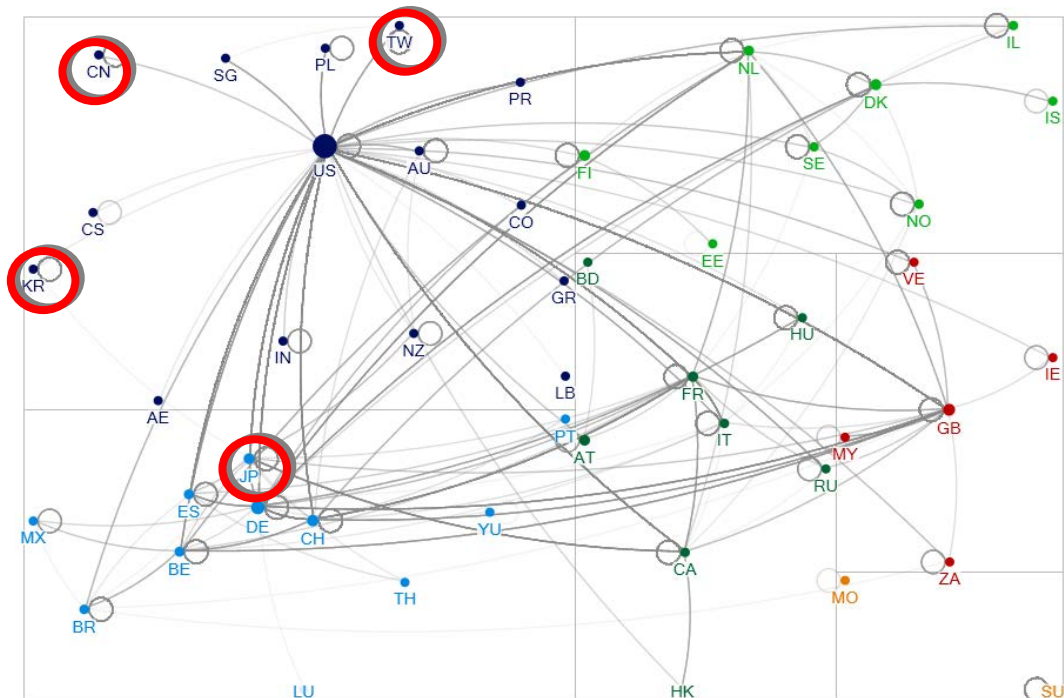 TW
CN
SG
PL
PR
NL
IL
DK
IS
US
AU
FI
SE
CS
CO
NO
EE
KR
BD
GR
VE
IN
NZ
HU
AE
LB
FR
IE
PT
IT
GB
JP
AT
MY
RU
ES
DE
CH
YU
MX
BE
CA
ZA
TH
MO
BR
LU
HK
SU